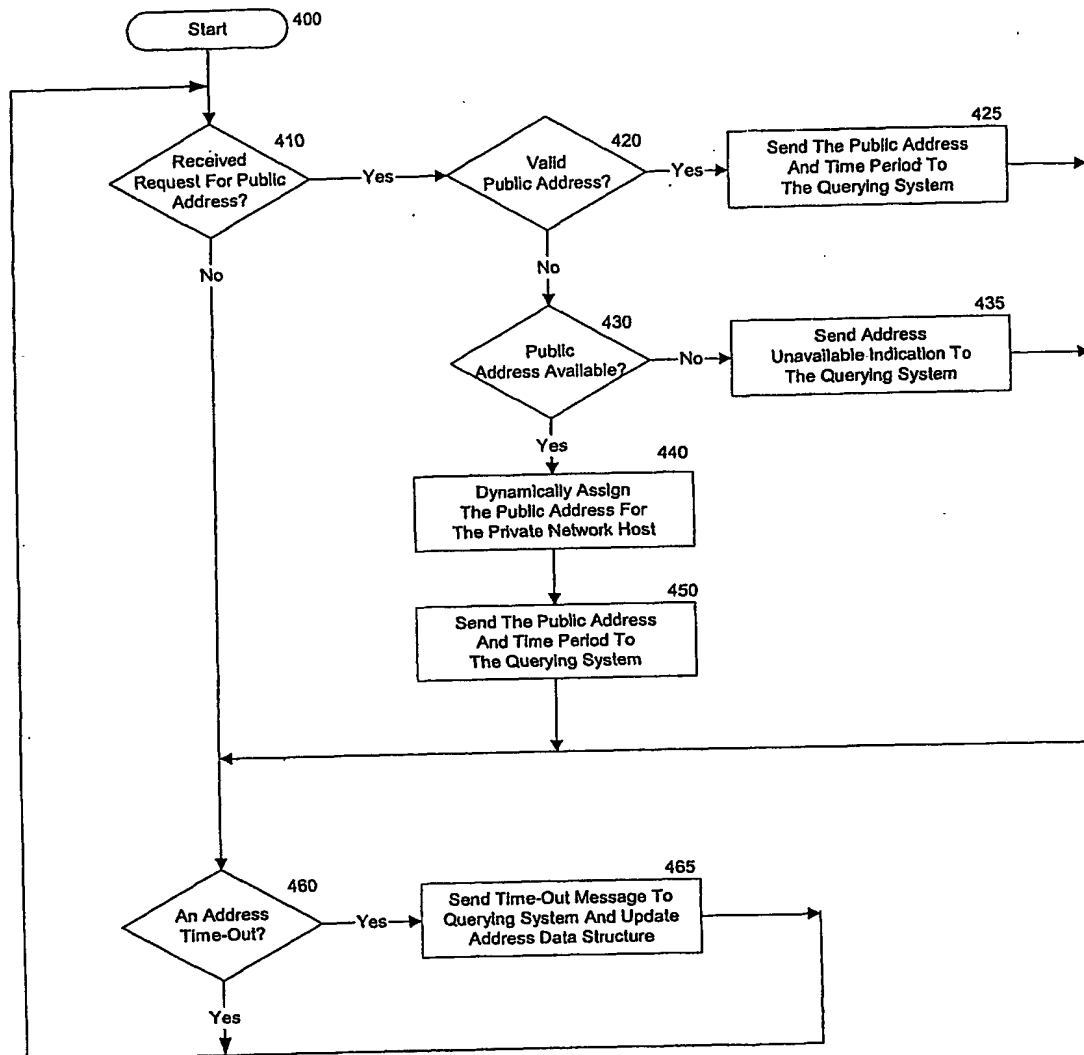 Start
400
Received
Request For Public
Address?
410
Yes
No
Valid
Public Address?
420
Yes
No
Send The Public Address
And Time Period To
The Querying System
425
Public
Address Available?
430
No
Yes
Send Address
Unavailable Indication To
The Querying System
435
440
Dynamically Assign
The Public Address For
The Private Network Host
450
Send The Public Address
And Time Period To
The Querying System
An Address
Time-Out?
460
Yes
Yes
Send Time-Out Message To
Querying System And Update
Address Data Structure
465